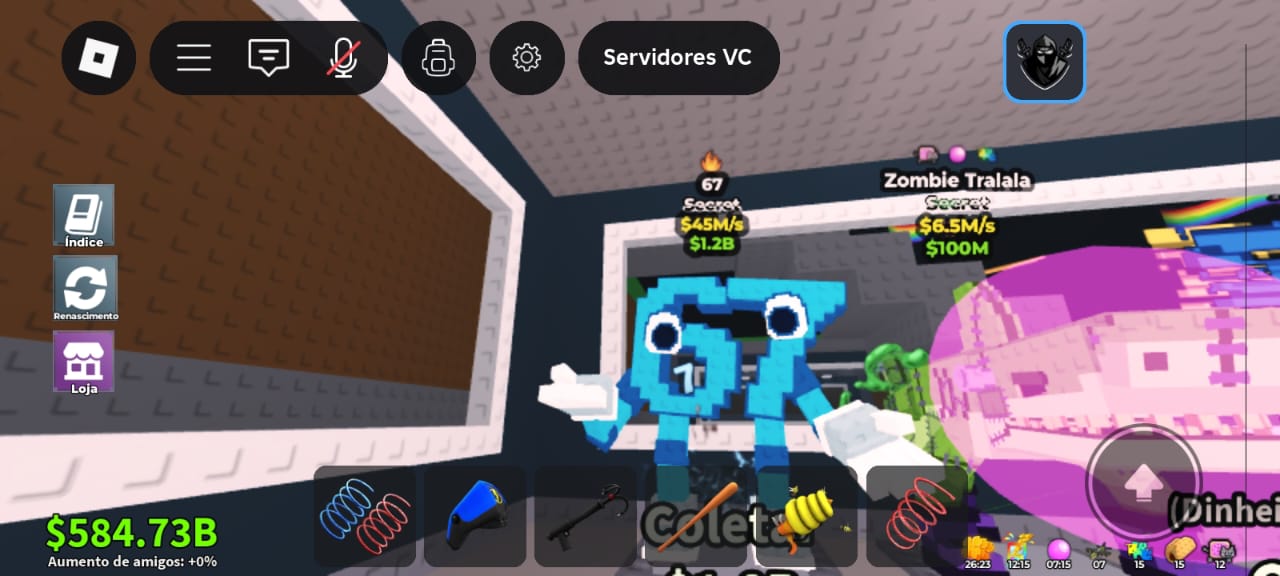 Servidores VC
67
Secret
$45M/s
$1.2B
Zombie Tralala
Secret
$6.5M/s
$100M
Índice
Renascimento
Loja
Coleta
(Dinhei
$584.73B
Aumento de amigos: +0%
26:23
12:15
07:15
07
15
15
12